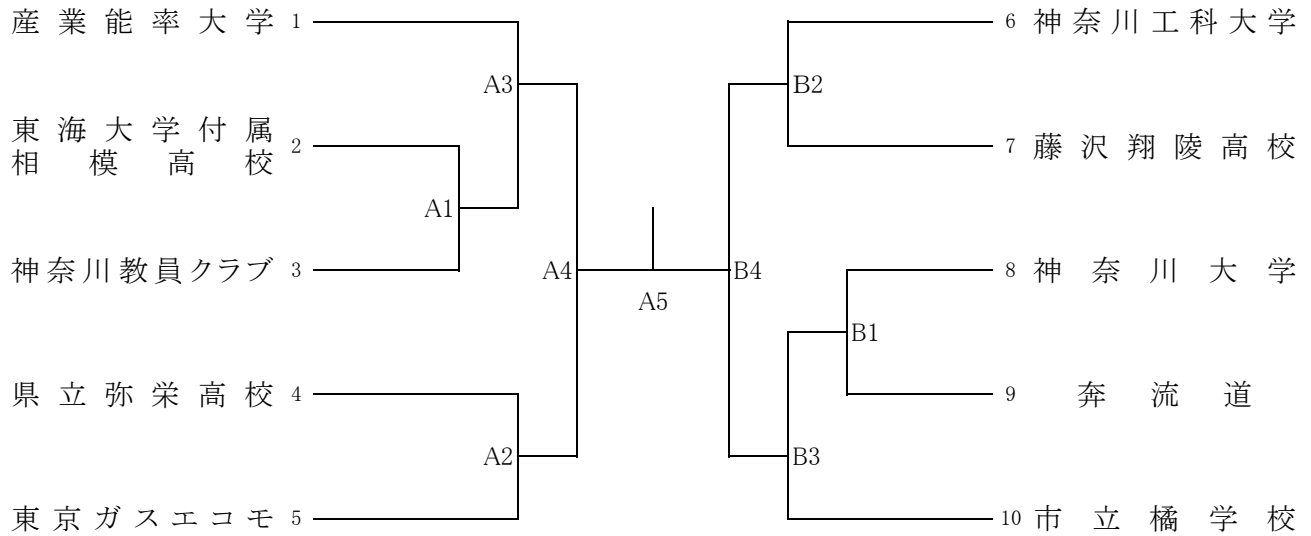 産業能率大学 1
A3
東海大学付属
相模高校 2
A1
神奈川教員クラブ 3
A4
県立弥栄高校 4
A2
東京ガスエコモ 5
A5
6 神奈川工科大学
B2
7 藤沢翔陵高校
B4
8 神奈川大学
B1
9 奔流道
B3
10 市立橘学校